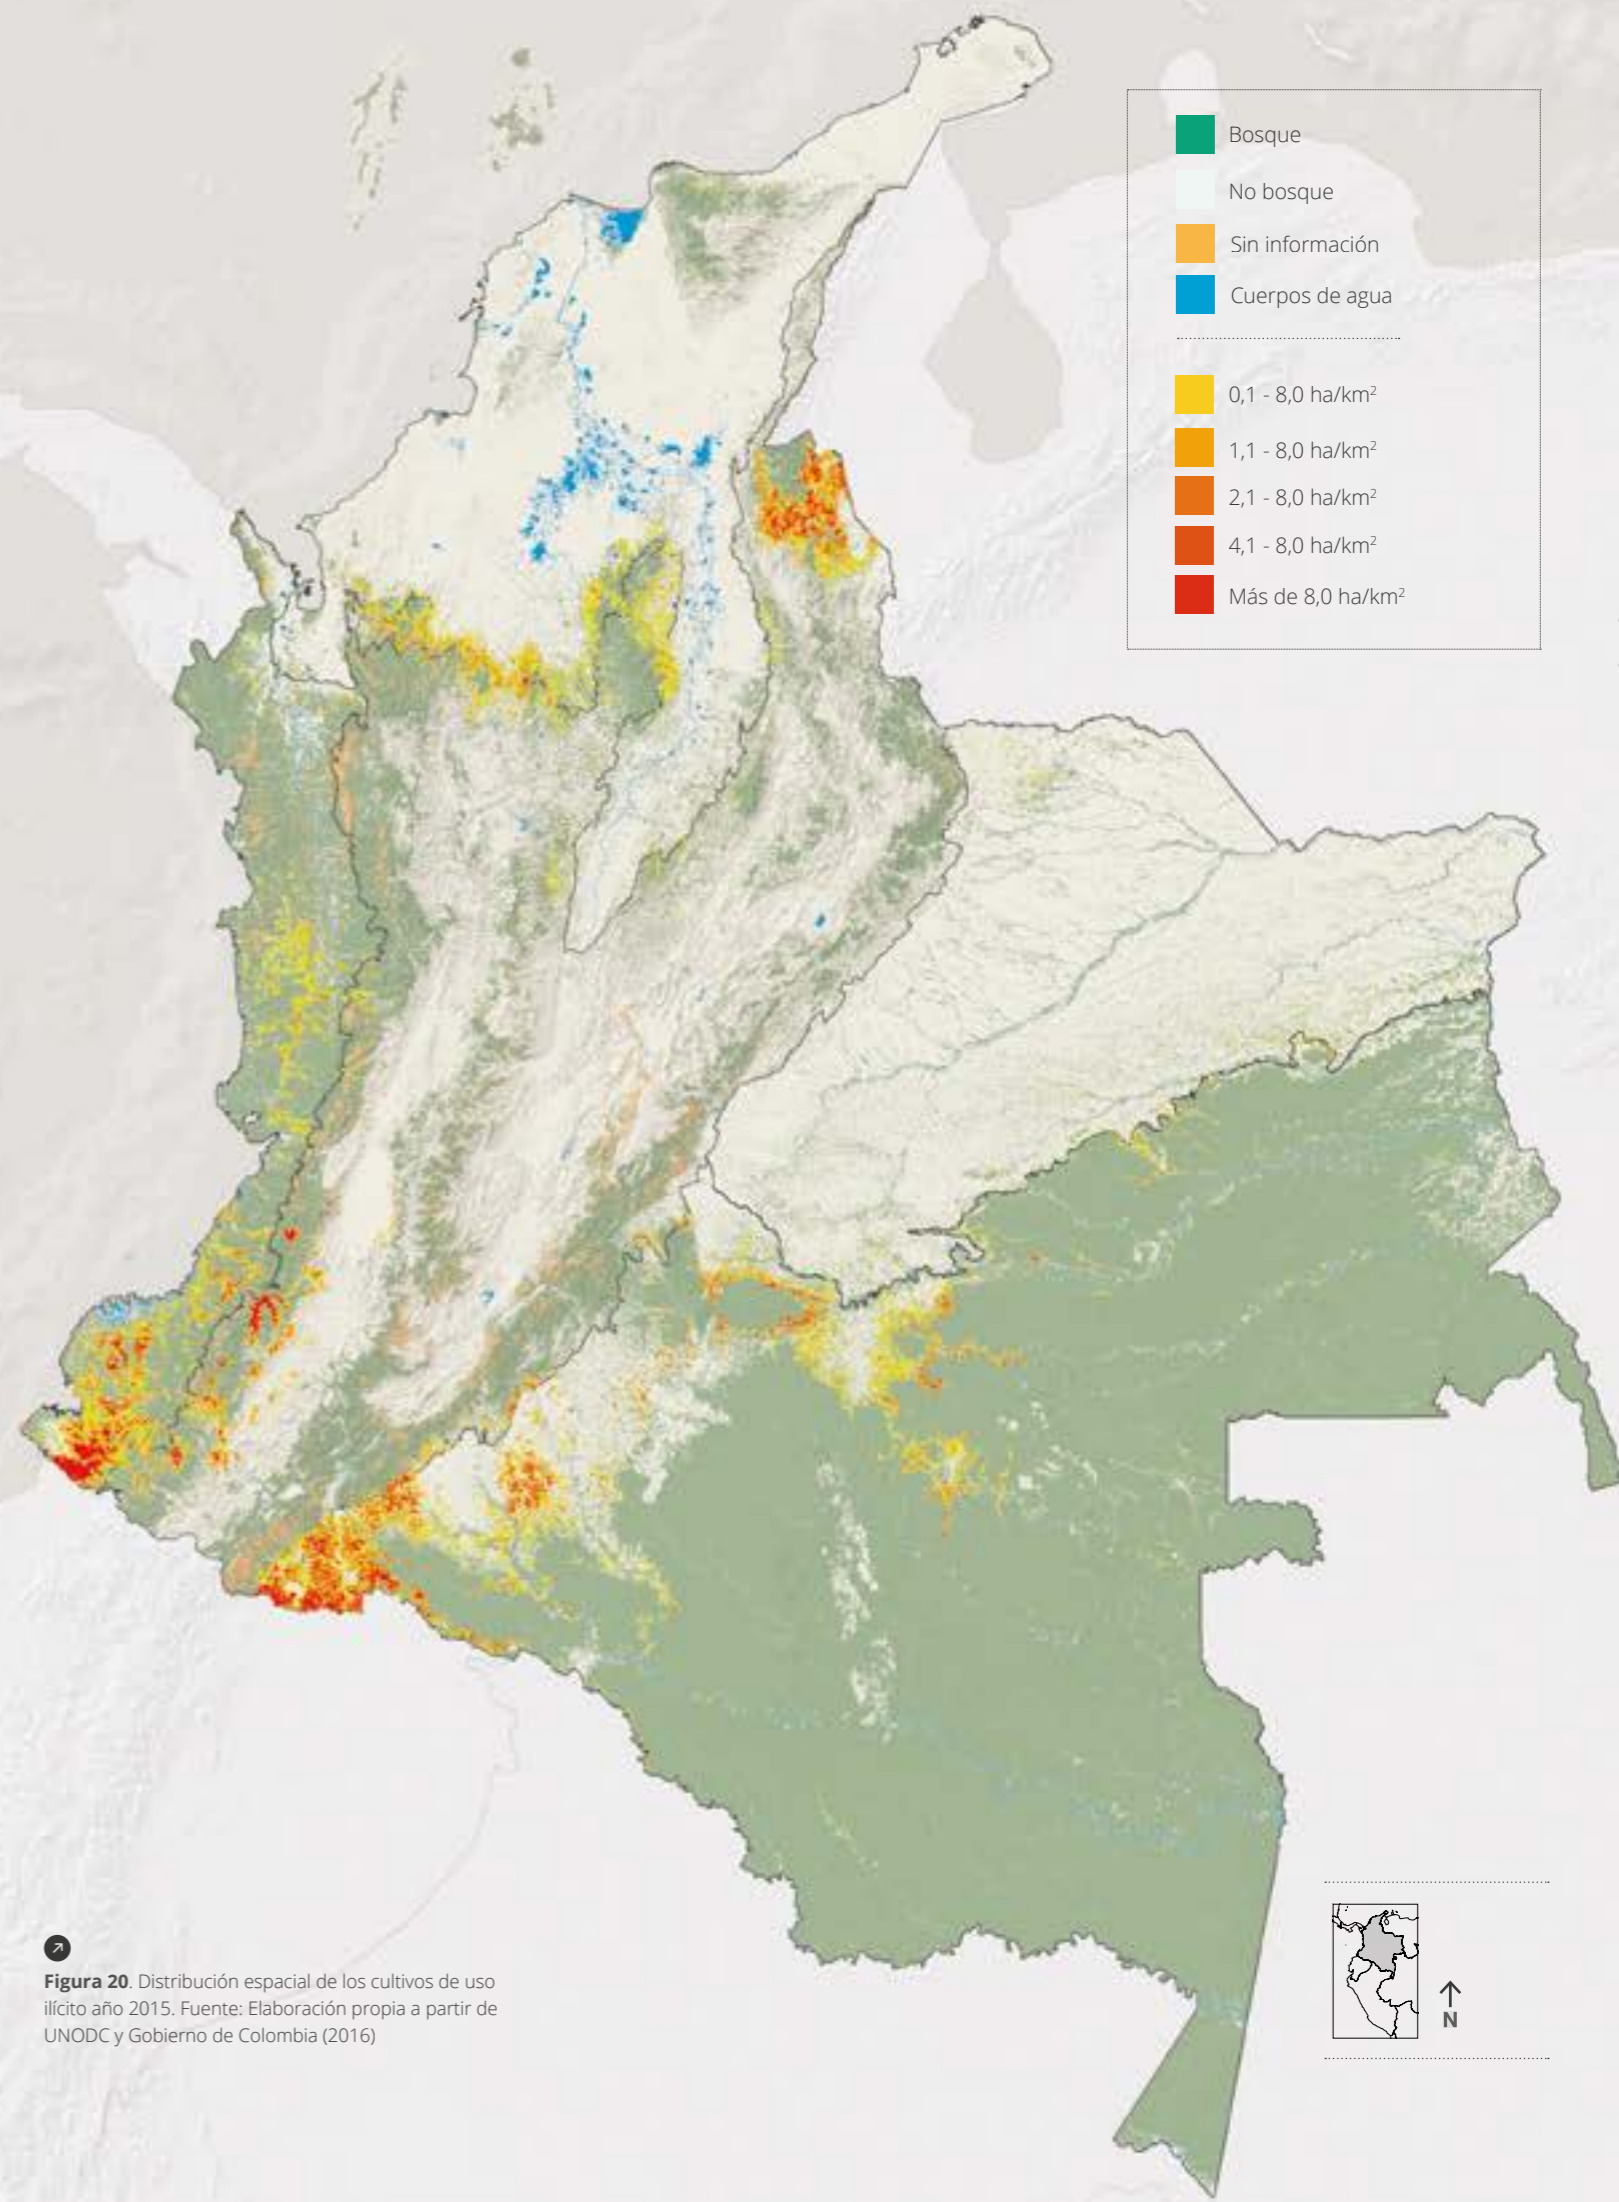 Bosque
No bosque
Sin información
Cuerpos de agua
0,1 - 8,0 ha/km²
1,1 - 8,0 ha/km²
2,1 - 8,0 ha/km²
4,1 - 8,0 ha/km²
Más de 8,0 ha/km²
Figura 20. Distribución espacial de los cultivos de uso
ilícito año 2015. Fuente: Elaboración propia a partir de
UNODC y Gobierno de Colombia (2016)
N